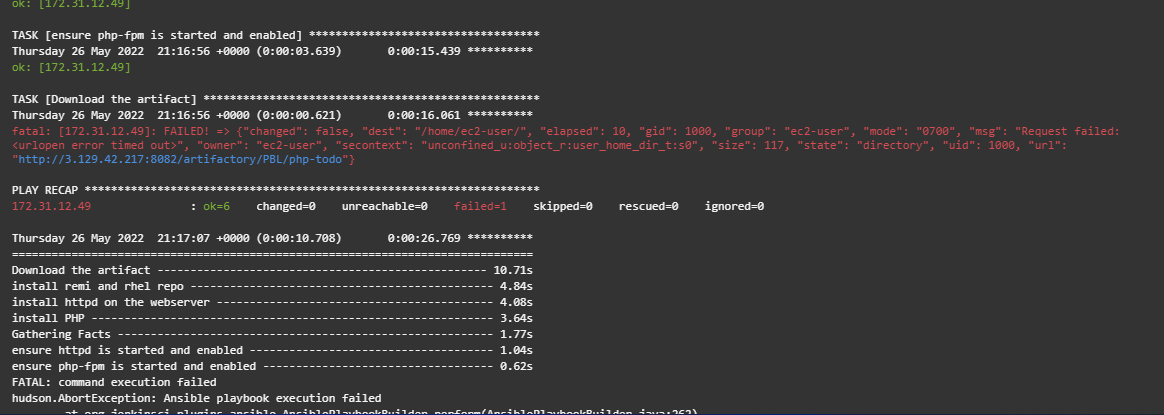 ok: [172.31.12.49]
TASK [ensure php-fpm is started and enabled] ***********************************
Thursday 26 May 2022  21:16:56 +0000 (0:00:03.639)       0:00:15.439 **********
ok: [172.31.12.49]
TASK [Download the artifact] ***************************************************
Thursday 26 May 2022  21:16:56 +0000 (0:00:00.621)       0:00:16.061 **********
fatal: [172.31.12.49]: FAILED! => {"changed": false, "dest": "/home/ec2-user/", "elapsed": 10, "gid": 1000, "group": "ec2-user", "mode": "0700", "msg": "Request failed:
<urlopen error timed out>", "owner": "ec2-user", "secontext": "unconfined_u:object_r:user_home_dir_t:s0", "size": 117, "state": "directory", "uid": 1000, "url":
"http://3.129.42.217:8082/artifactory/PBL/php-todo"}
PLAY RECAP *********************************************************************
172.31.12.49               : ok=6    changed=0    unreachable=0    failed=1    skipped=0    rescued=0    ignored=0
Thursday 26 May 2022  21:17:07 +0000 (0:00:10.708)       0:00:26.769 **********
===============================================================================
Download the artifact -------------------------------------------------- 10.71s
install remi and rhel repo ---------------------------------------------- 4.84s
install httpd on the webserver ------------------------------------------ 4.08s
install PHP ------------------------------------------------------------- 3.64s
Gathering Facts --------------------------------------------------------- 1.77s
ensure httpd is started and enabled ------------------------------------- 1.04s
ensure php-fpm is started and enabled ----------------------------------- 0.62s
FATAL: command execution failed
hudson.AbortException: Ansible playbook execution failed
at org.jenkinsci.plugins.ansible.AnsiblePlaybookBuilder.perform(AnsiblePlaybookBuilder.java:262)